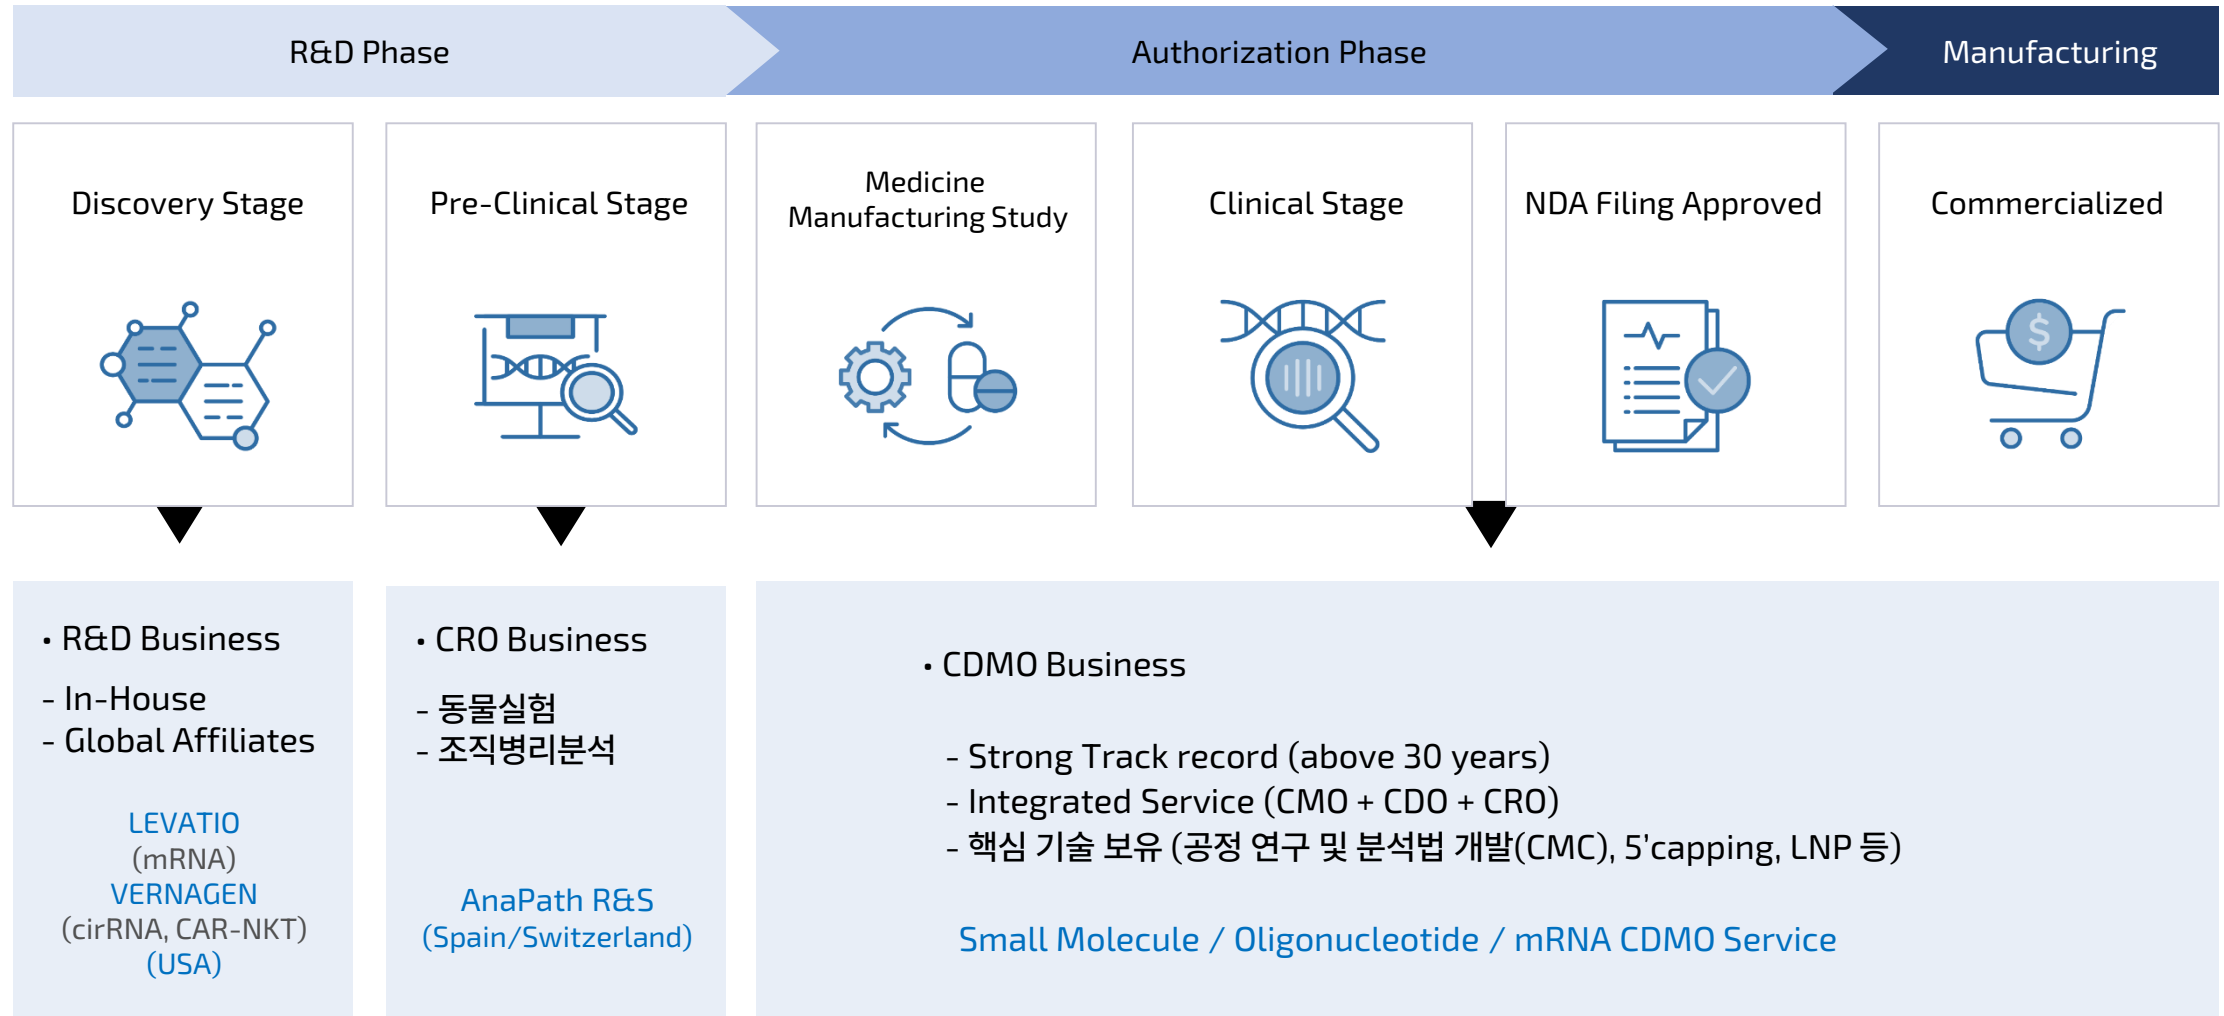 R&D Phase
Authorization Phase
Manufacturing
Discovery Stage
Pre-Clinical Stage
Medicine
Manufacturing Study
Clinical Stage
NDA Filing Approved
Commercialized
$
• R&D Business
- In-House
- Global Affiliates
LEVATIO
(mRNA)
VERNAGEN
(cirRNA, CAR-NKT)
(USA)
• CRO Business
- 동물실험
- 조직병리분석
AnaPath R&S
(Spain/Switzerland)
• CDMO Business
- Strong Track record (above 30 years)
- Integrated Service (CMO + CDO + CRO)
- 핵심 기술 보유 (공정 연구 및 분석법 개발(CMC), 5’capping, LNP 등)
Small Molecule / Oligonucleotide / mRNA CDMO Service